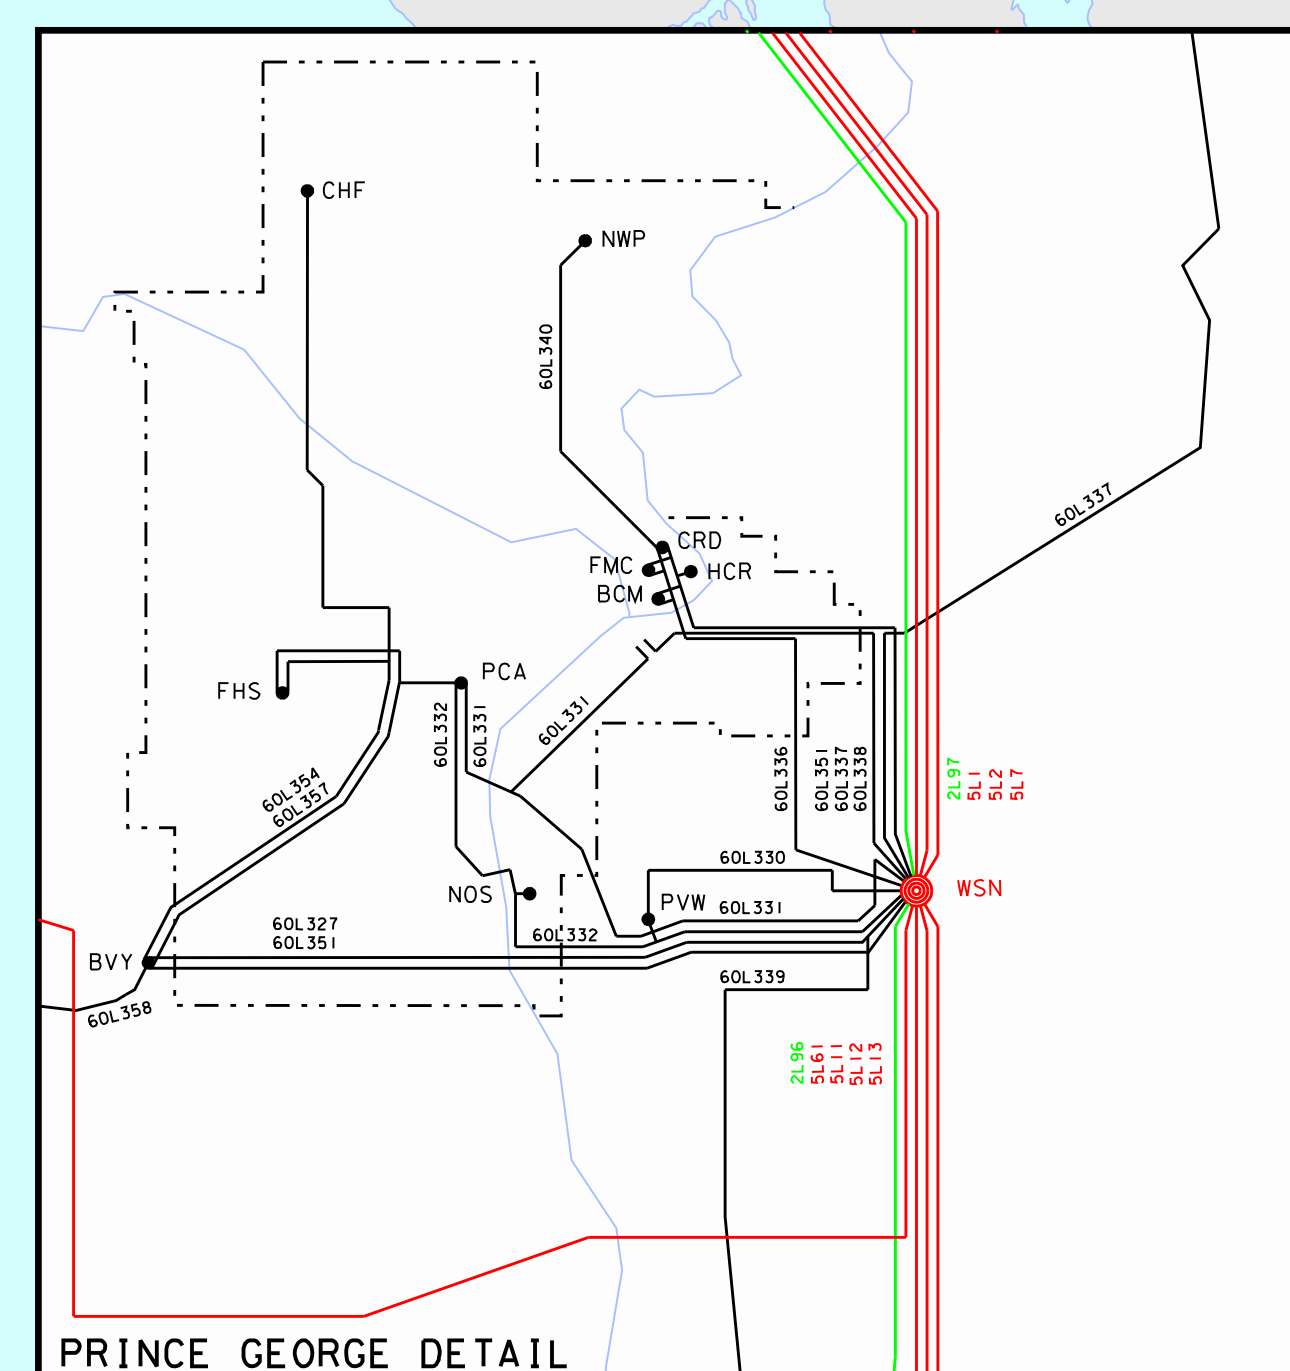 CHF
NWP
60L340
60L337
CRD
FMC
HCR
BCM
PCA
FHS
60L332
60L331
60L331
60L336
60L351
60L337
60L338
2L97
5L1
5L2
5L7
60L354
60L357
60L330
WSN
NOS
PVW
60L331
60L327
60L332
60L351
BVY
60L339
60L358
2L96
5L61
5L11
5L12
5L13
PRINCE GEORGE DETAIL